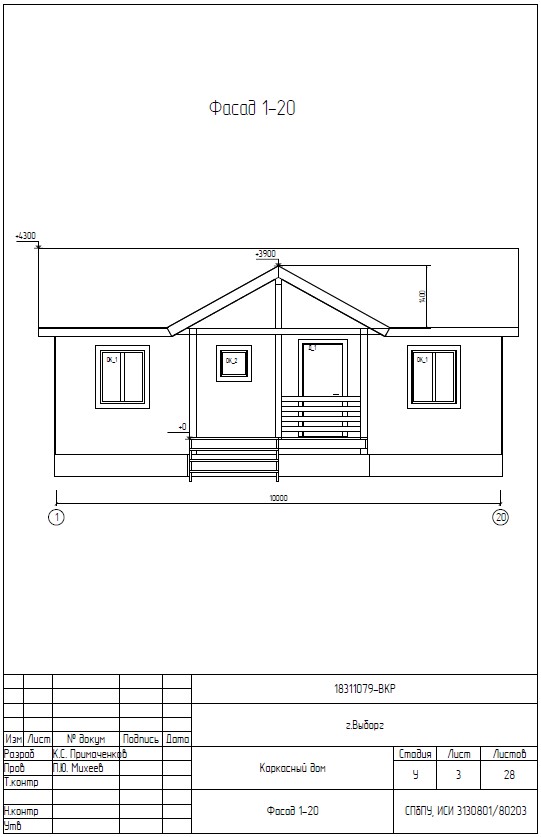 Фасад 1-20
+4300
+3900
1400
ОК_1
ОК_2
Д_1
ОК_1
+0
10000
1
20
18311079-ВКР
г.Выборг
Изм Лист № докум Подпись Дата
Разраб К.С. Примаченков
Пров П.Ю. Михеев
Т.контр
Н.контр
Утв
Каркасный дом
Стадия Лист Листов
У 3 28
Фасад 1-20
СПбПУ, ИСИ 3130801/80203